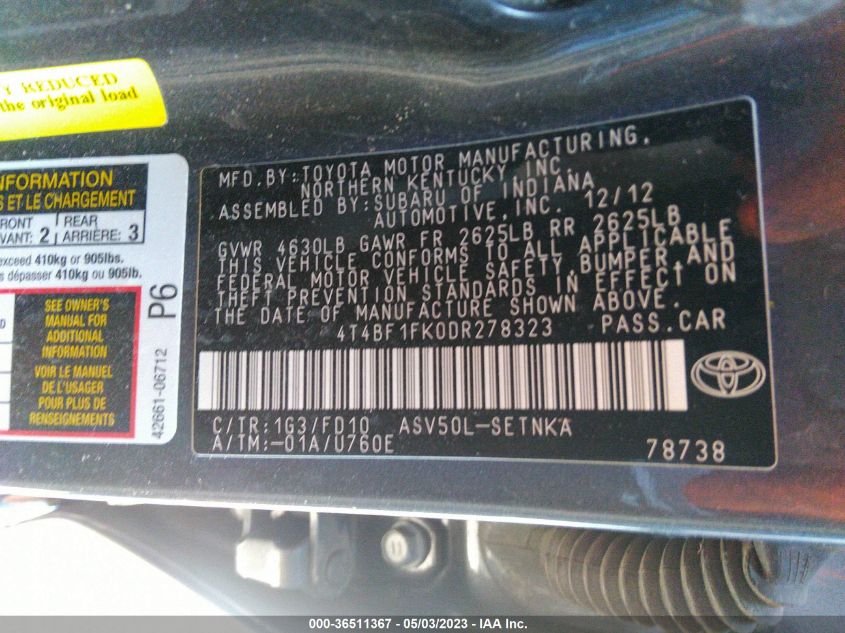 Y REDUCED
the original load
NFORMATION
S ET LE CHARGEMENT
FRONT
VANT: 2
REAR
ARRIÈRE: 3
exceed 410kg or 905lbs.
s dépasser 410kg ou 905lb.
SEE OWNER'S
MANUAL FOR
ADDITIONAL
INFORMATION
VOIR LE MANUEL
DE L'USAGER
POUR PLUS DE
RENSEIGNEMENTS
P6
42661-06712
MFD.BY:TOYOTA MOTOR MANUFACTURING,
NORTHERN KENTUCKY, INC.
ASSEMBLED BY:SUBARU OF INDIANA
AUTOMOTIVE,INC. 12/12
GVWR 4630LB GAWR FR 2625LB RR 2625LB
THIS VEHICLE CONFORMS TO ALL APPLICABLE
FEDERAL MOTOR VEHICLE SAFETY,BUMPER,AND
THEFT PREVENTION STANDARDS IN EFFECT ON
THE DATE OF MANUFACTURE SHOWN ABOVE.
4T4BF1FK0DR278323 PASS.CAR
C/TR:1G3/FD10 ASV50L-SETNKA
A/TM:-01A/U760E 78738
000-36511367 - 05/03/2023 - IAA Inc.